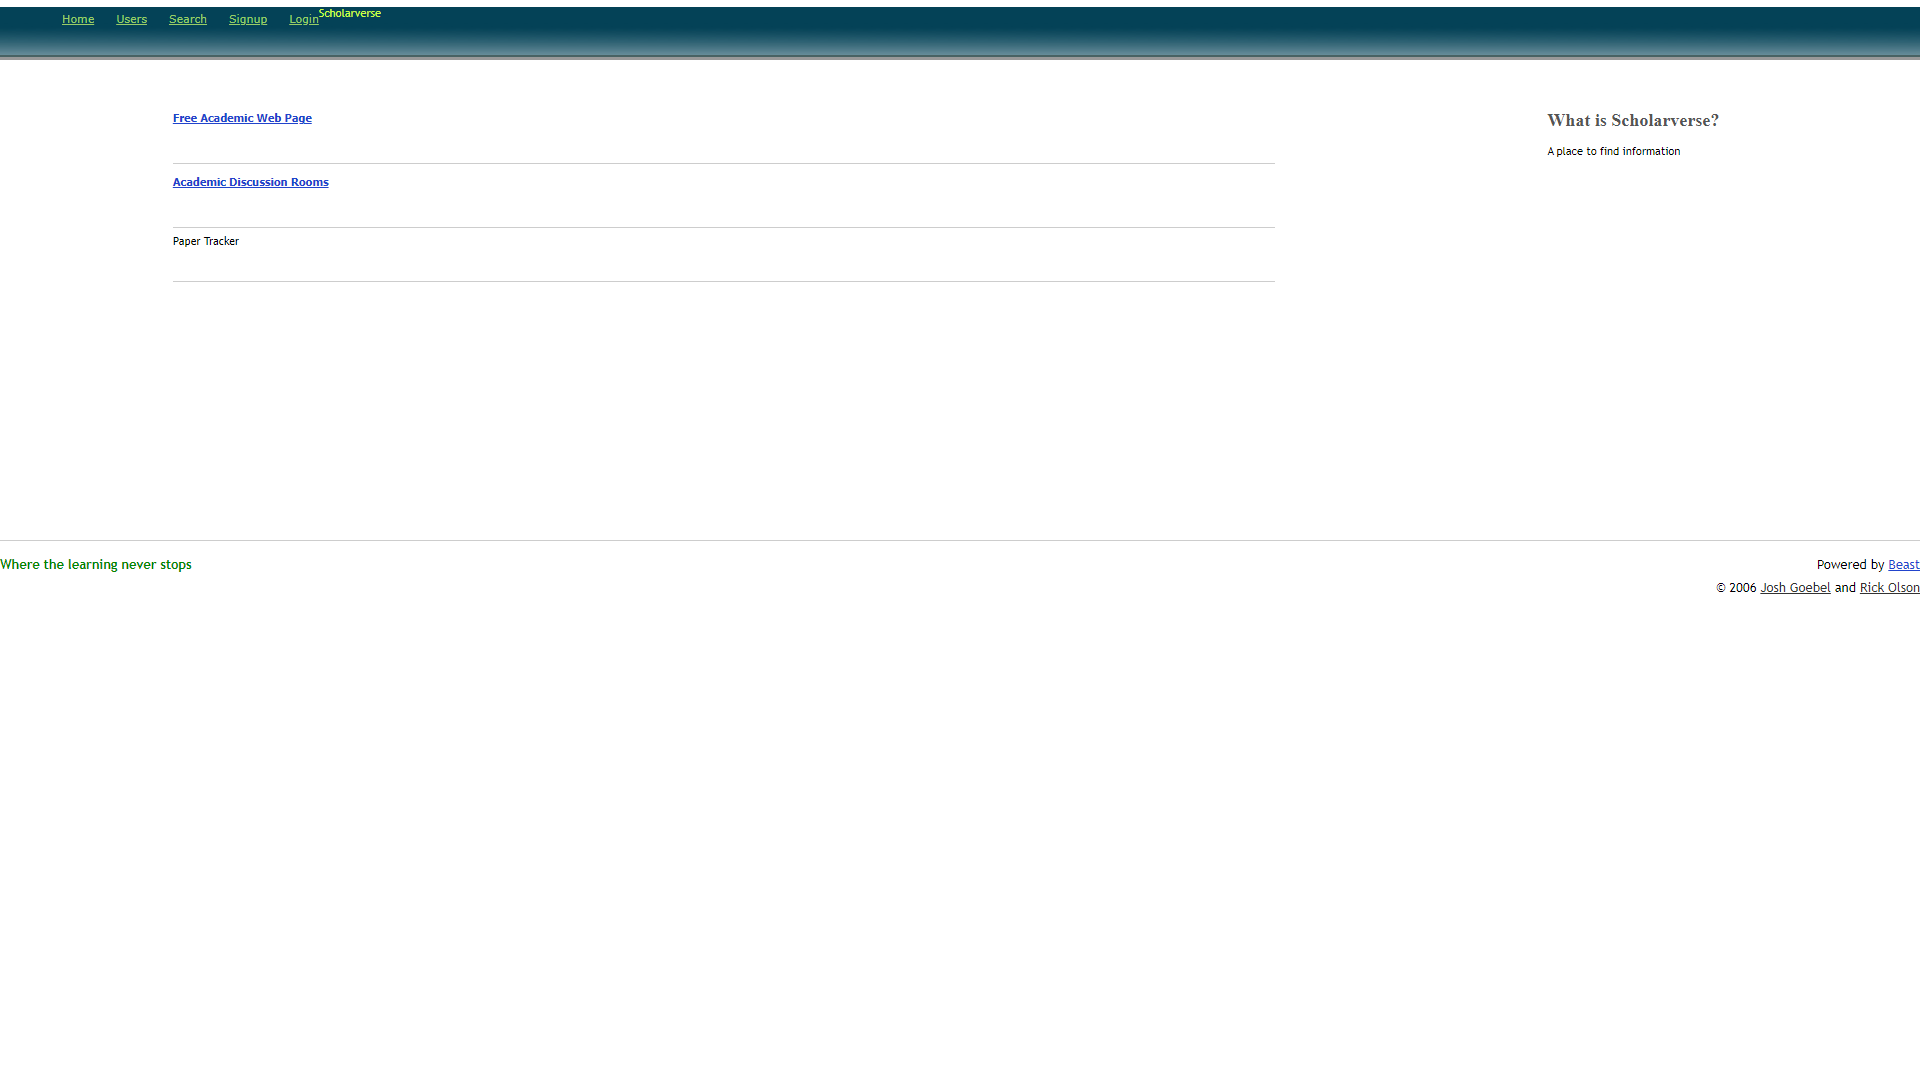 Home Users Search Signup Login Scholarverse
Free Academic Web Page
Academic Discussion Rooms
Paper Tracker
What is Scholarverse?
A place to find information
Where the learning never stops
Powered by Beast
© 2006 Josh Goebel and Rick Olson